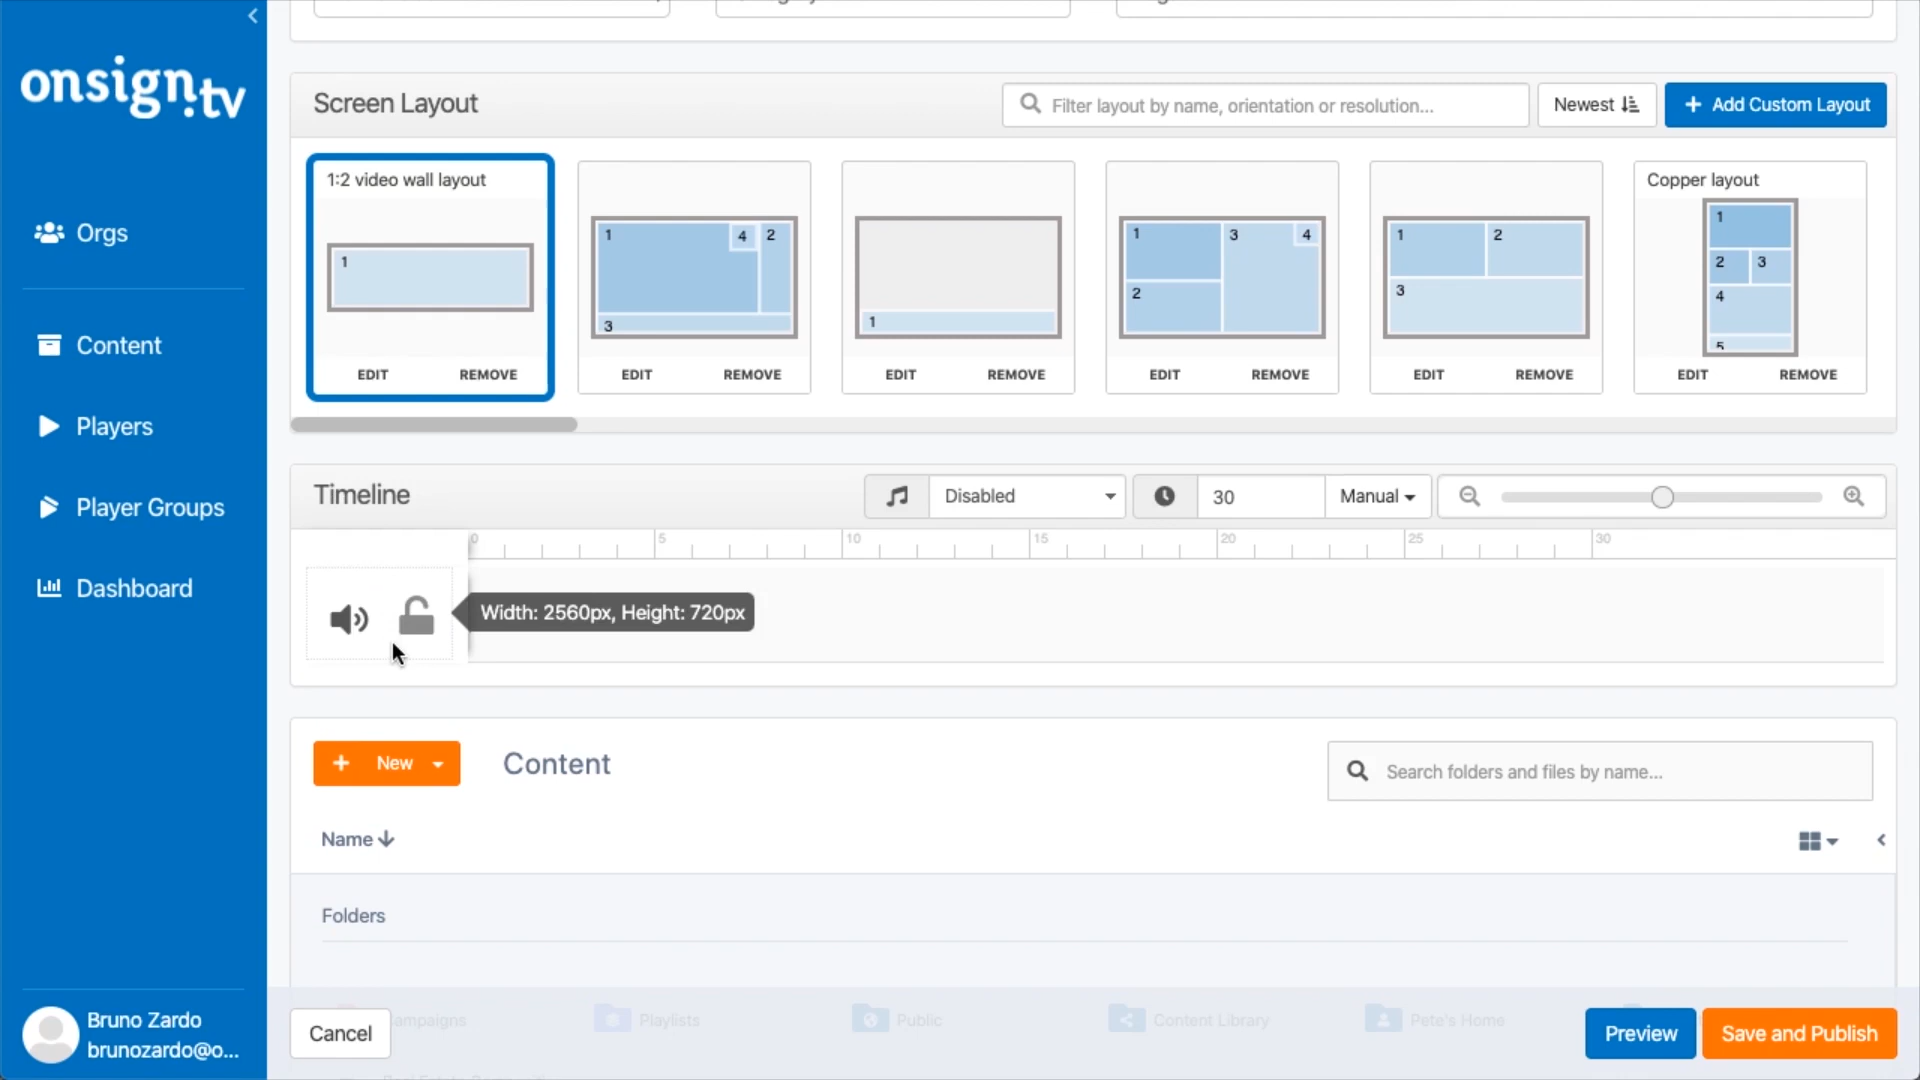 onsign.tv
Orgs
Content
Players
Player Groups
Dashboard
Bruno Zardo
brunozardo@o...
Screen Layout
Filter layout by name, orientation or resolution...
Newest
+ Add Custom Layout
1:2 video wall layout
1
EDIT REMOVE
1 4 2
3
EDIT REMOVE
1
EDIT REMOVE
1 3 4
2
EDIT REMOVE
1 2
3
EDIT REMOVE
Copper layout
1
2 3
4
5
EDIT REMOVE
Timeline
Disabled
30
Manual
0 5 10 15 20 25 30
Width: 2560px, Height: 720px
+ New
Content
Search folders and files by name...
Name
Folders
ampaigns
Playlists
Public
Content Library
Pete's Home
Cancel
Preview
Save and Publish